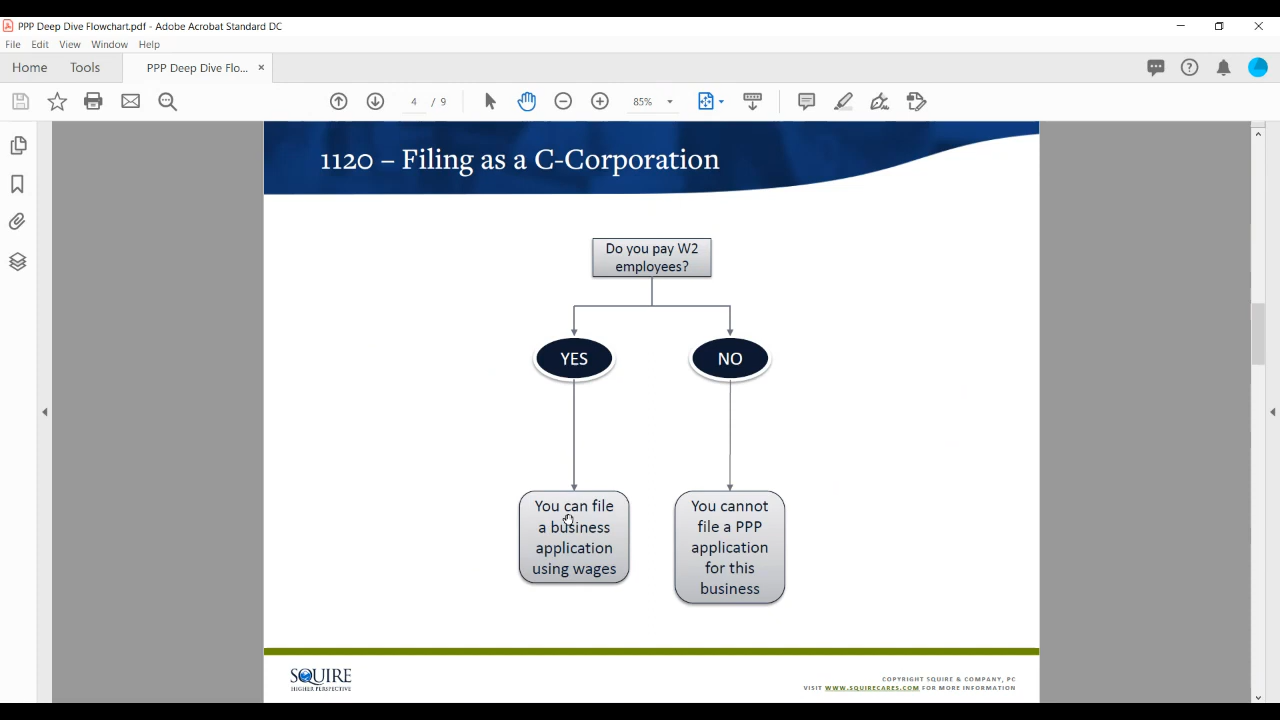 PPP Deep Dive Flowchart.pdf - Adobe Acrobat Standard DC
File Edit View Window Help
Home Tools PPP Deep Dive Flo... ×
4 / 9 85%
1120 – Filing as a C-Corporation
Do you pay W2
employees?
YES
NO
You can file
a business
application
using wages
You cannot
file a PPP
application
for this
business
SQUIRE
HIGHER PERSPECTIVE
COPYRIGHT SQUIRE & COMPANY, PC
VISIT WWW.SQUIRECARES.COM FOR MORE INFORMATION